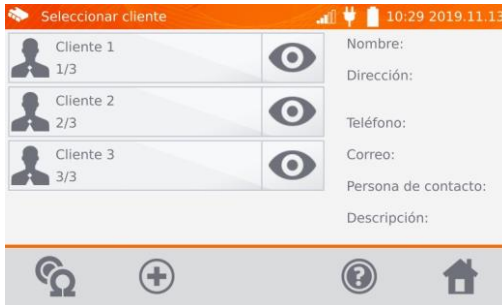 Seleccionar cliente
10:29 2019.11.13
Cliente 1
1/3
Cliente 2
2/3
Cliente 3
3/3
Nombre:
Dirección:
Teléfono:
Correo:
Persona de contacto:
Descripción: